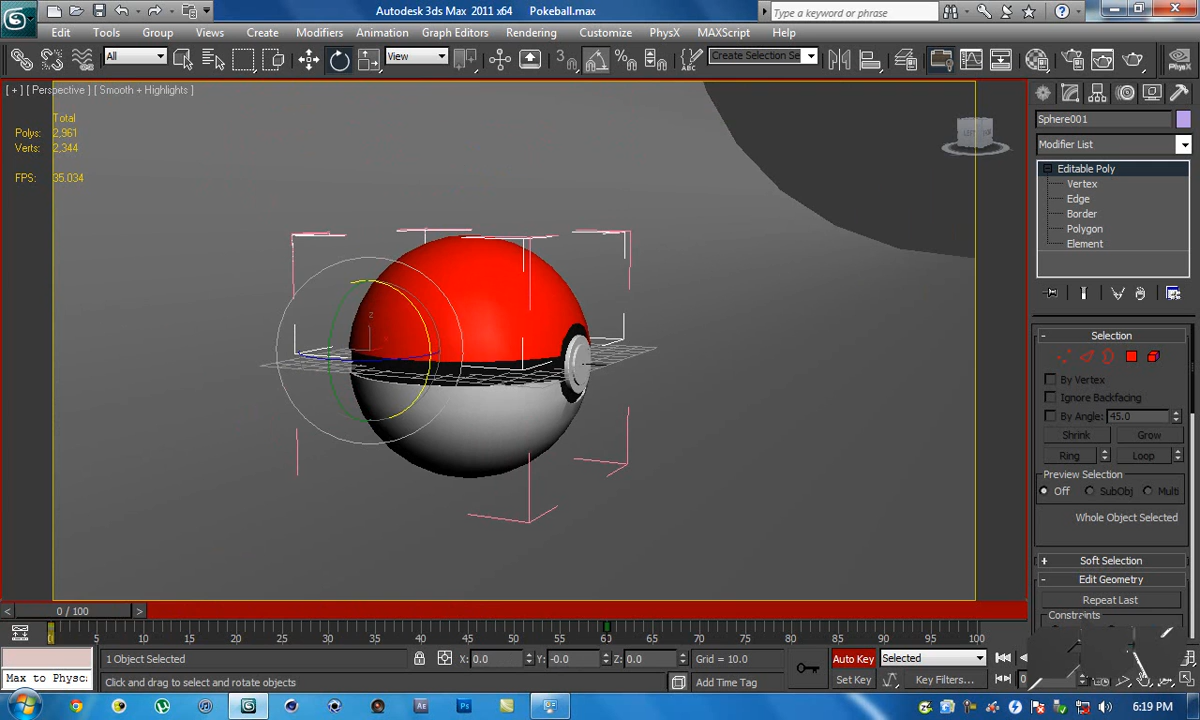 Autodesk 3ds Max 2011 x64 Pokeball.max
Type a keyword or phrase
Edit Tools Group Views Create Modifiers Animation Graph Editors Rendering Customize PhysX MAXScript Help
All View 3 Create Selection Se PhysX
[ + ] [ Perspective ] [ Smooth + Highlights ]
Total
Polys: 2,961
Verts: 2,344
FPS: 35.034
z
LEFT
Sphere001
Modifier List
Editable Poly
Vertex
Edge
Border
Polygon
Element
- Selection
By Vertex
Ignore Backfacing
By Angle: 45.0
Shrink Grow
Ring Loop
Preview Selection
Off SubObj Multi
Whole Object Selected
+ Soft Selection
- Edit Geometry
Repeat Last
Constraints
< 0 / 100 >
0 5 10 15 20 25 30 35 40 45 50 55 60 65 70 75 80 85 90 95 100
1 Object Selected X: 0.0 Y: -0.0 Z: 0.0 Grid = 10.0 Auto Key Selected
Max to Physc Click and drag to select and rotate objects Add Time Tag Set Key Key Filters... 0
Ae Ps 6:19 PM